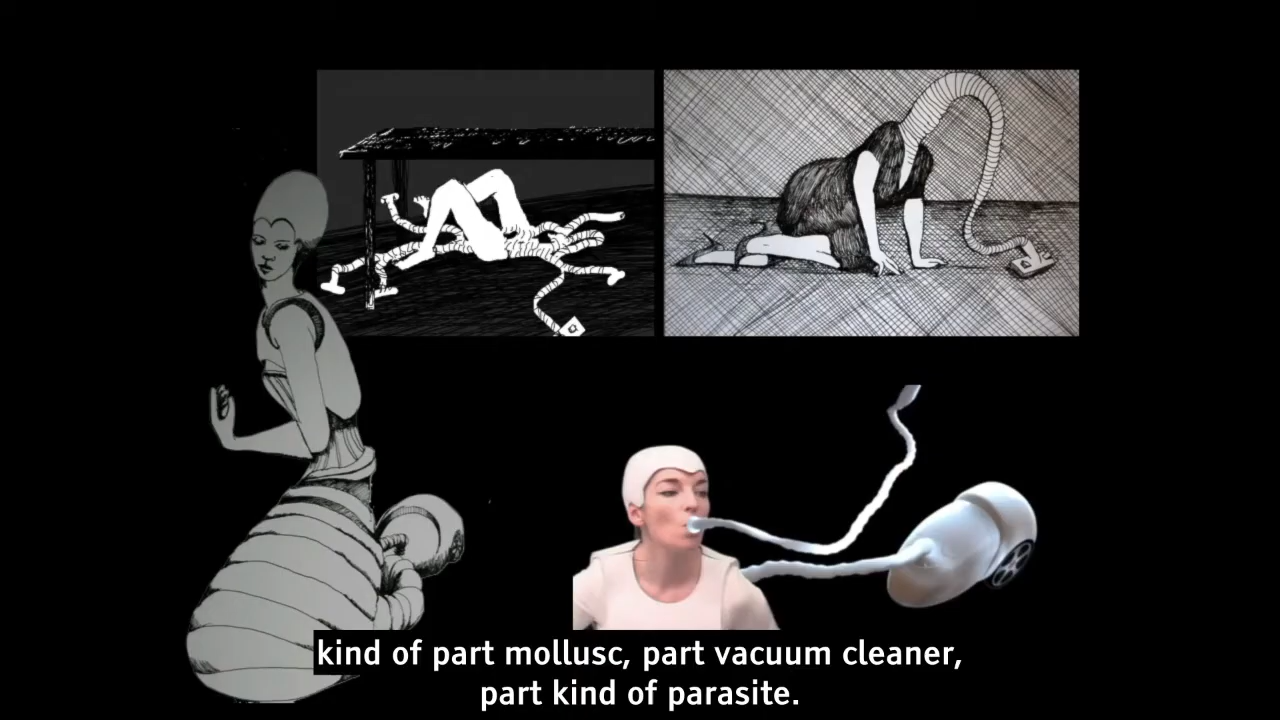 kind of part mollusc, part vacuum cleaner,
part kind of parasite.